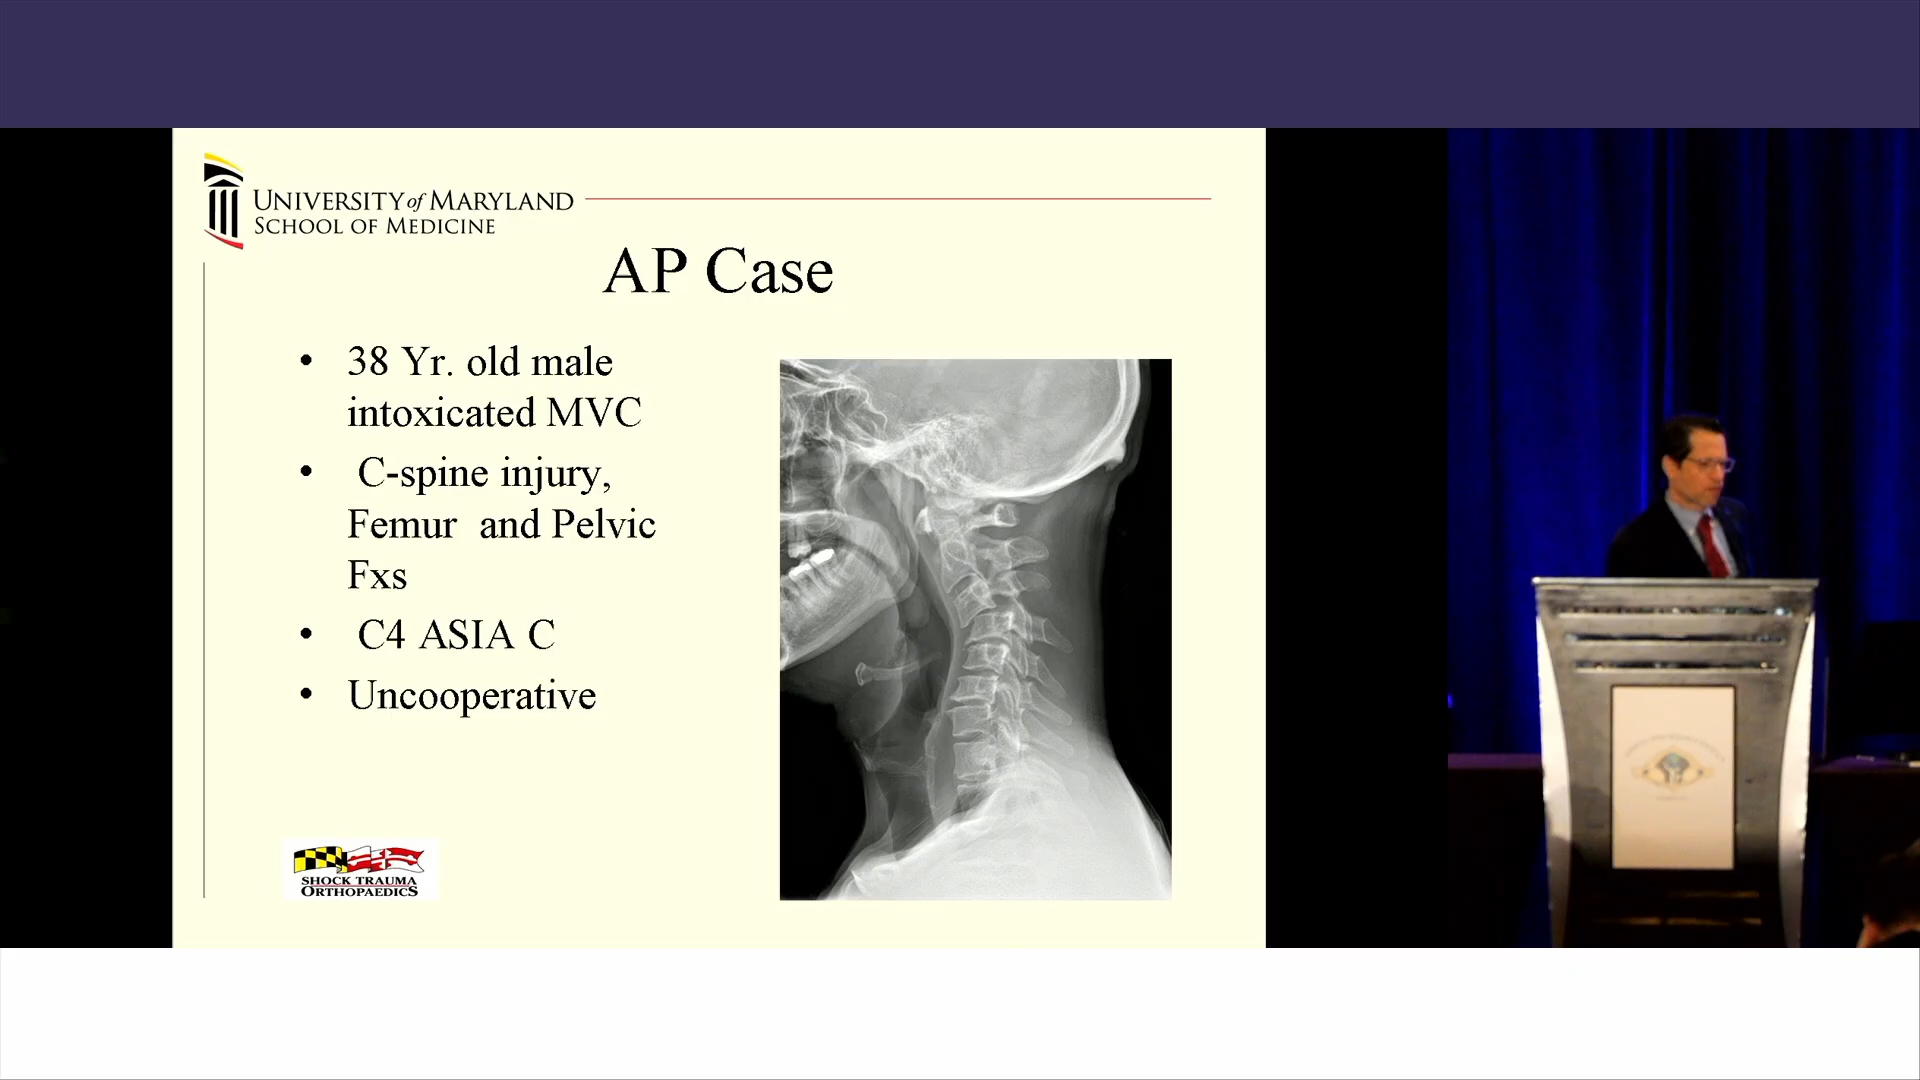 UNIVERSITY of MARYLAND
SCHOOL OF MEDICINE
AP Case
• 38 Yr. old male
intoxicated MVC
• C-spine injury,
Femur and Pelvic
Fxs
• C4 ASIA C
• Uncooperative
SHOCK TRAUMA
ORTHOPAEDICS